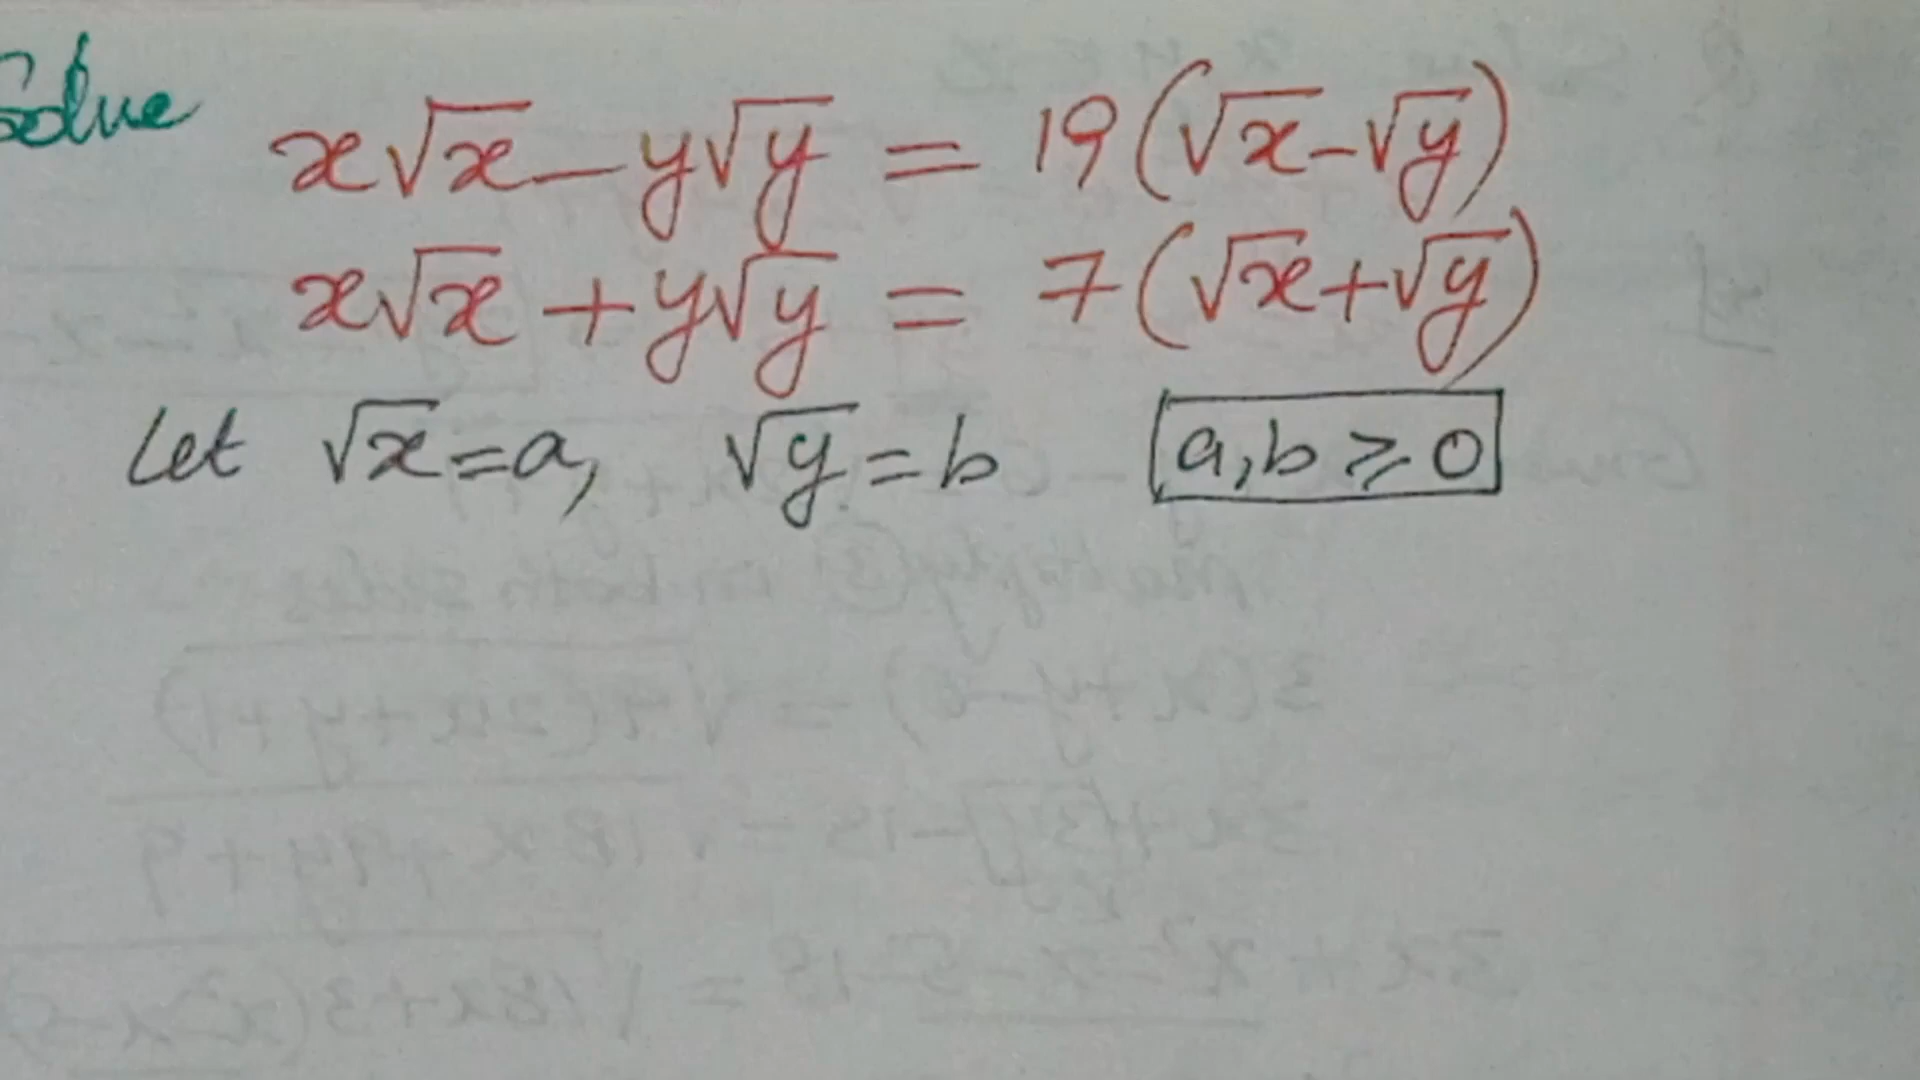 Solve x√x - y√y = 19(√x - √y)
x√x + y√y = 7(√x + √y)
Let √x = a, √y = b a, b ≥ 0